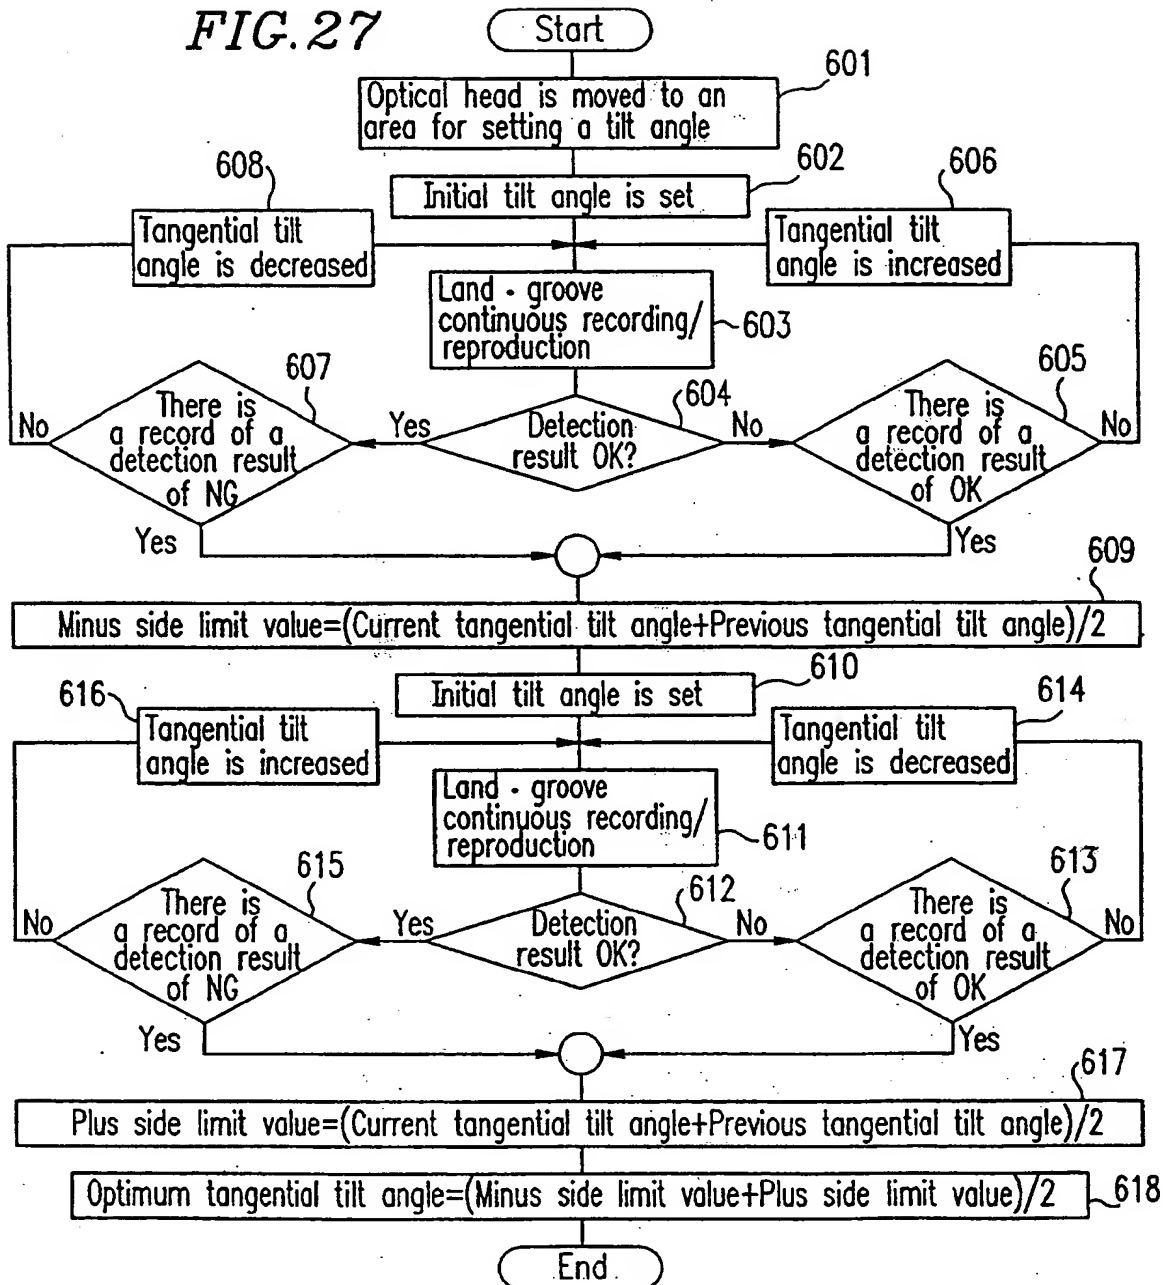 FIG.27
Start
601
Optical head is moved to an
area for setting a tilt angle
602
Initial tilt angle is set
608
Tangential tilt
angle is decreased
606
Tangential tilt
angle is increased
Land - groove
continuous recording/
reproduction
603
607
There is
a record of a
detection result
of NG
No
Yes
604
Detection
result OK?
Yes
No
605
There is
a record of a
detection result
of OK
No
Yes
609
Minus side limit value=(Current tangential tilt angle+Previous tangential tilt angle)/2
610
Initial tilt angle is set
616
Tangential tilt
angle is increased
614
Tangential tilt
angle is decreased
Land - groove
continuous recording/
reproduction
611
615
There is
a record of a
detection result
of NG
No
Yes
612
Detection
result OK?
Yes
No
613
There is
a record of a
detection result
of OK
No
Yes
617
Plus side limit value=(Current tangential tilt angle+Previous tangential tilt angle)/2
Optimum tangential tilt angle=(Minus side limit value+Plus side limit value)/2
618
End